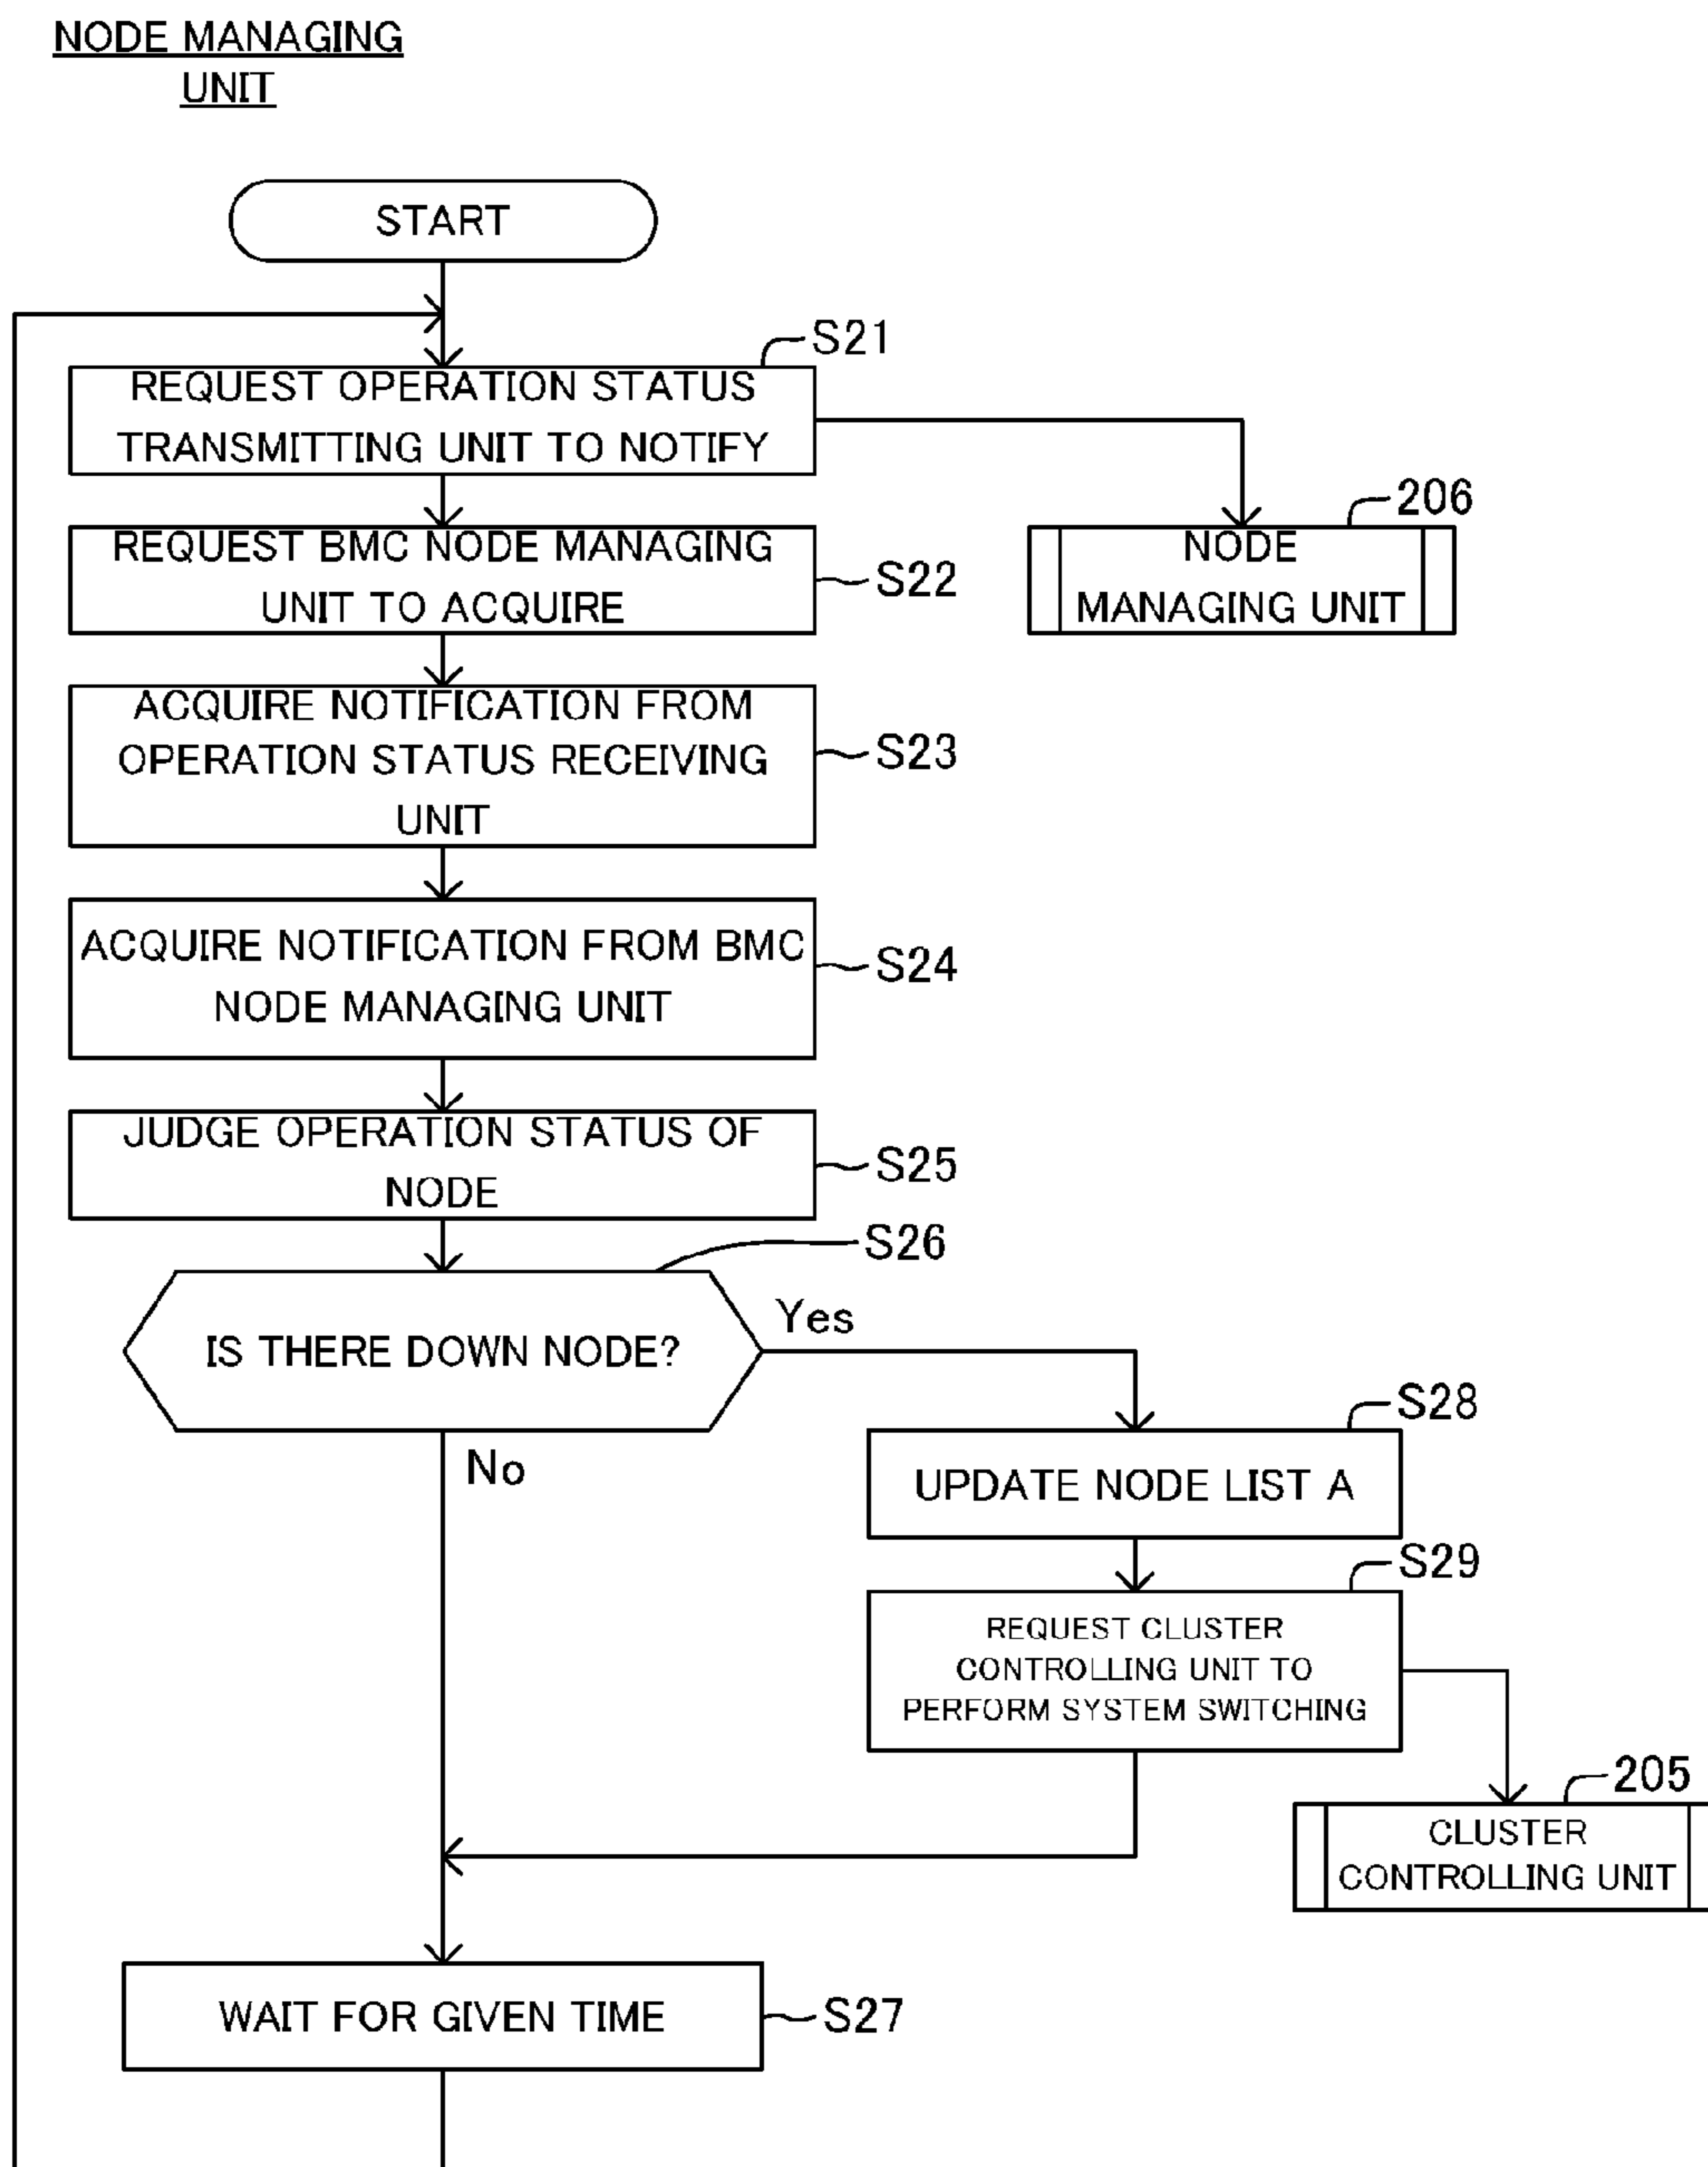 NODE MANAGING
UNIT
START
S21
REQUEST OPERATION STATUS
TRANSMITTING UNIT TO NOTIFY
206
NODE
MANAGING UNIT
REQUEST BMC NODE MANAGING
UNIT TO ACQUIRE
S22
ACQUIRE NOTIFICATION FROM
OPERATION STATUS RECEIVING
UNIT
S23
ACQUIRE NOTIFICATION FROM BMC
NODE MANAGING UNIT
S24
JUDGE OPERATION STATUS OF
NODE
S25
S26
IS THERE DOWN NODE?
Yes
No
S28
UPDATE NODE LIST A
S29
REQUEST CLUSTER
CONTROLLING UNIT TO
PERFORM SYSTEM SWITCHING
205
CLUSTER
CONTROLLING UNIT
WAIT FOR GIVEN TIME
S27